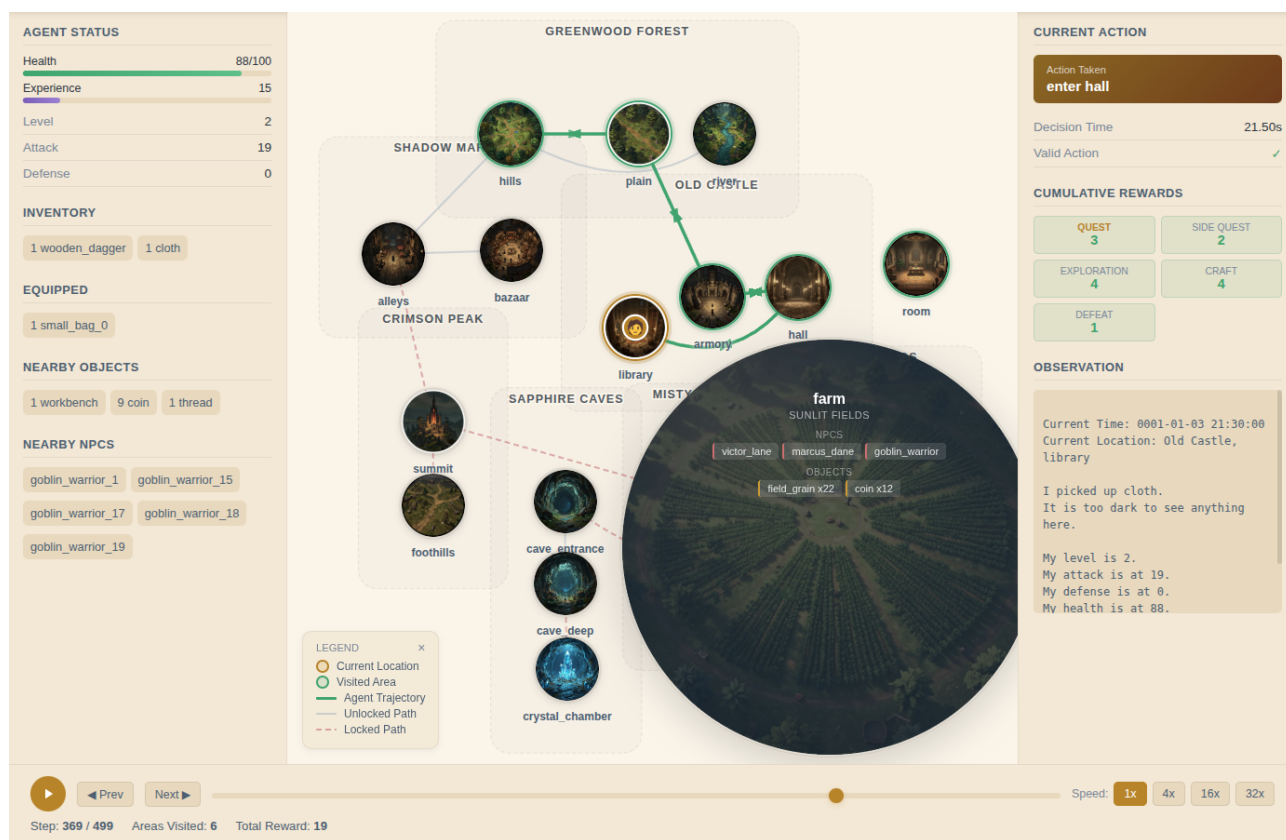 AGENT STATUS
Health 88/100
Experience 15
Level 2
Attack 19
Defense 0
INVENTORY
1 wooden_dagger 1 cloth
EQUIPPED
1 small_bag_0
NEARBY OBJECTS
1 workbench 9 coin 1 thread
NEARBY NPCS
goblin_warrior_1 goblin_warrior_15
goblin_warrior_17 goblin_warrior_18
goblin_warrior_19
GREENWOOD FOREST
SHADOW MAR
hills plain river
OLD CASTLE
alleys bazaar
room
CRIMSON PEAK
armory hall
library
SAPPHIRE CAVES MISTY
summit
foothills
cave_entrance
cave_deep
crystal_chamber
farm
SUNLIT FIELDS
NPCS
victor_lane marcus_dane goblin_warrior
OBJECTS
field_grain x22 coin x12
LEGEND ×
Current Location
Visited Area
Agent Trajectory
Unlocked Path
Locked Path
CURRENT ACTION
Action Taken
enter hall
Decision Time 21.50s
Valid Action ✓
CUMULATIVE REWARDS
QUEST SIDE QUEST
3 2
EXPLORATION CRAFT
4 4
DEFEAT
1
OBSERVATION
Current Time: 0001-01-03 21:30:00
Current Location: Old Castle,
library
I picked up cloth.
It is too dark to see anything
here.
My level is 2.
My attack is at 19.
My defense is at 0.
My health is at 88.
◀ Prev Next ▶ Speed: 1x 4x 16x 32x
Step: 369 / 499 Areas Visited: 6 Total Reward: 19